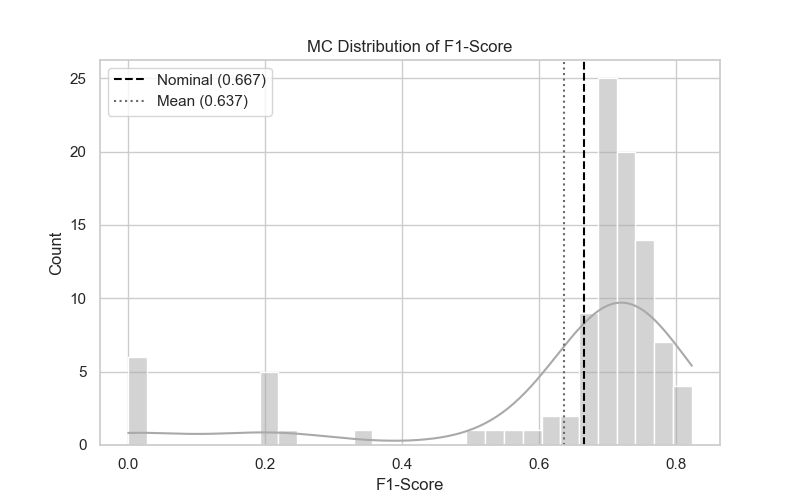 MC Distribution of F1-Score
Nominal (0.667)
Mean (0.637)
25
20
15
10
5
0
Count
0.0 0.2 0.4 0.6 0.8
F1-Score